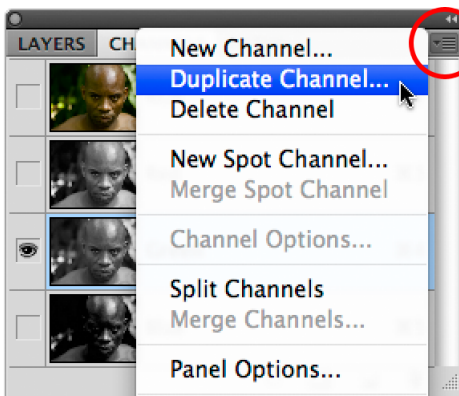 LAYERS CH
New Channel...
Duplicate Channel...
Delete Channel
New Spot Channel...
Merge Spot Channel
Channel Options...
Split Channels
Merge Channels...
Panel Options...